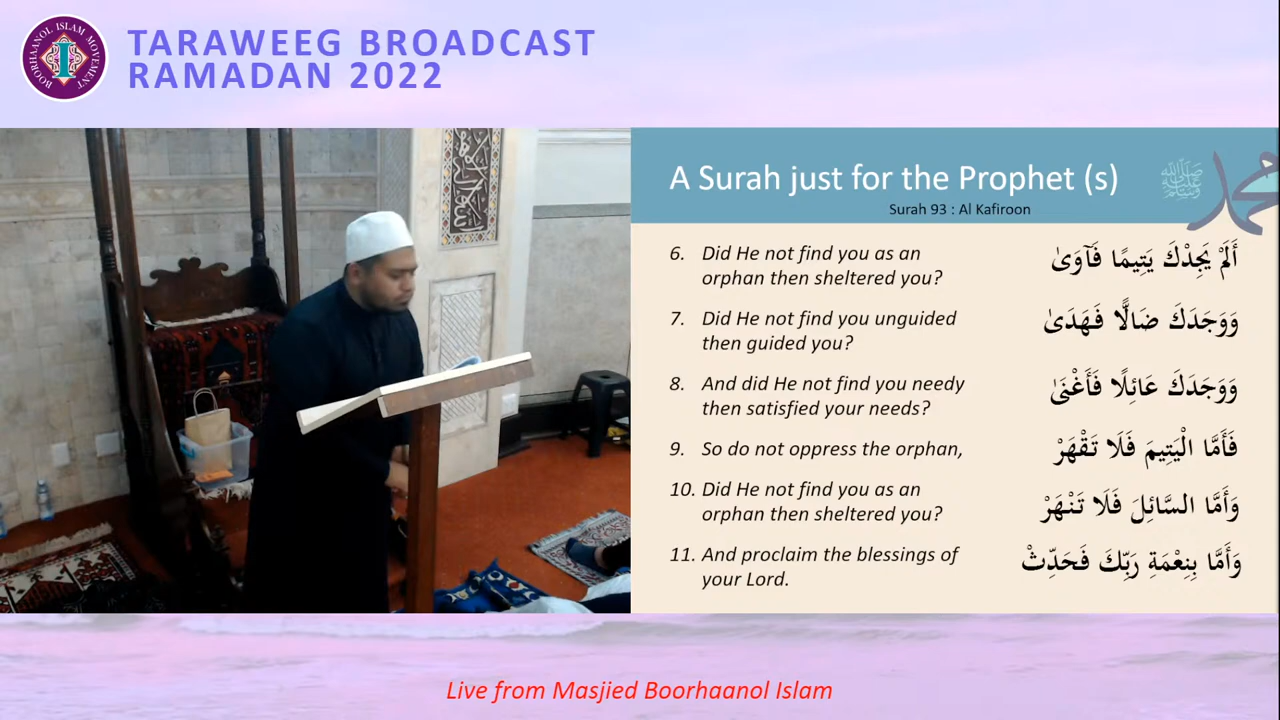 BOORHAANOL ISLAM MOVEMENT
TARAWEEG BROADCAST
RAMADAN 2022
A Surah just for the Prophet (s)
Surah 93 : Al Kafiroon
6. Did He not find you as an
orphan then sheltered you?
أَلَمْ يَجِدْكَ يَتِيمًا فَآوَىٰ
7. Did He not find you unguided
then guided you?
وَوَجَدَكَ ضَالًّا فَهَدَىٰ
8. And did He not find you needy
then satisfied your needs?
وَوَجَدَكَ عَائِلًا فَأَغْنَىٰ
9. So do not oppress the orphan,
فَأَمَّا الْيَتِيمَ فَلَا تَقْهَرْ
10. Did He not find you as an
orphan then sheltered you?
وَأَمَّا السَّائِلَ فَلَا تَنْهَرْ
11. And proclaim the blessings of
your Lord.
وَأَمَّا بِنِعْمَةِ رَبِّكَ فَحَدِّثْ
Live from Masjied Boorhaanol Islam